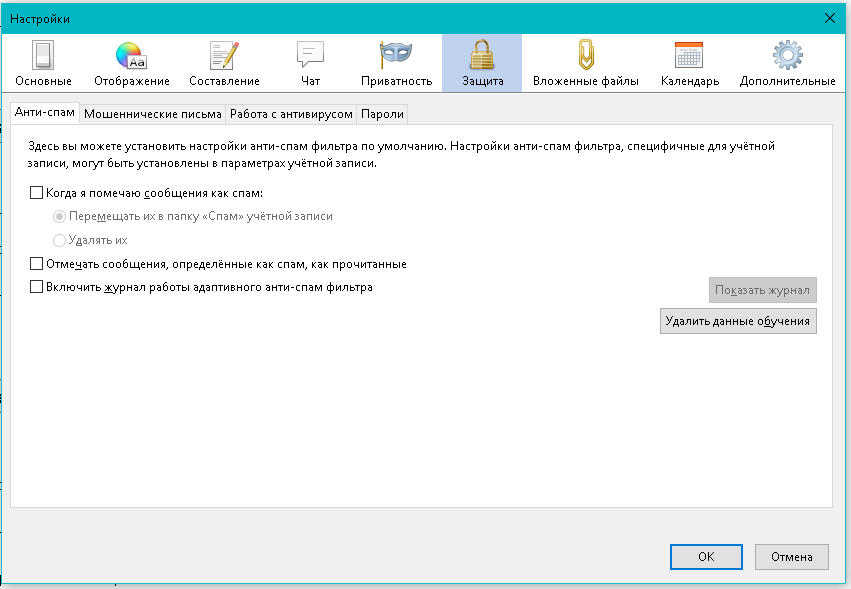 Настройки
Aa
Основные Отображение Составление Чат Приватность Защита Вложенные файлы Календарь Дополнительные
Анти-спам Мошеннические письма Работа с антивирусом Пароли
Здесь вы можете установить настройки анти-спам фильтра по умолчанию. Настройки анти-спам фильтра, специфичные для учётной
записи, могут быть установлены в параметрах учётной записи.
Когда я помечаю сообщения как спам:
Перемещать их в папку «Спам» учётной записи
Удалять их
Отмечать сообщения, определённые как спам, как прочитанные
Включить журнал работы адаптивного анти-спам фильтра
Показать журнал
Удалить данные обучения
ОК Отмена